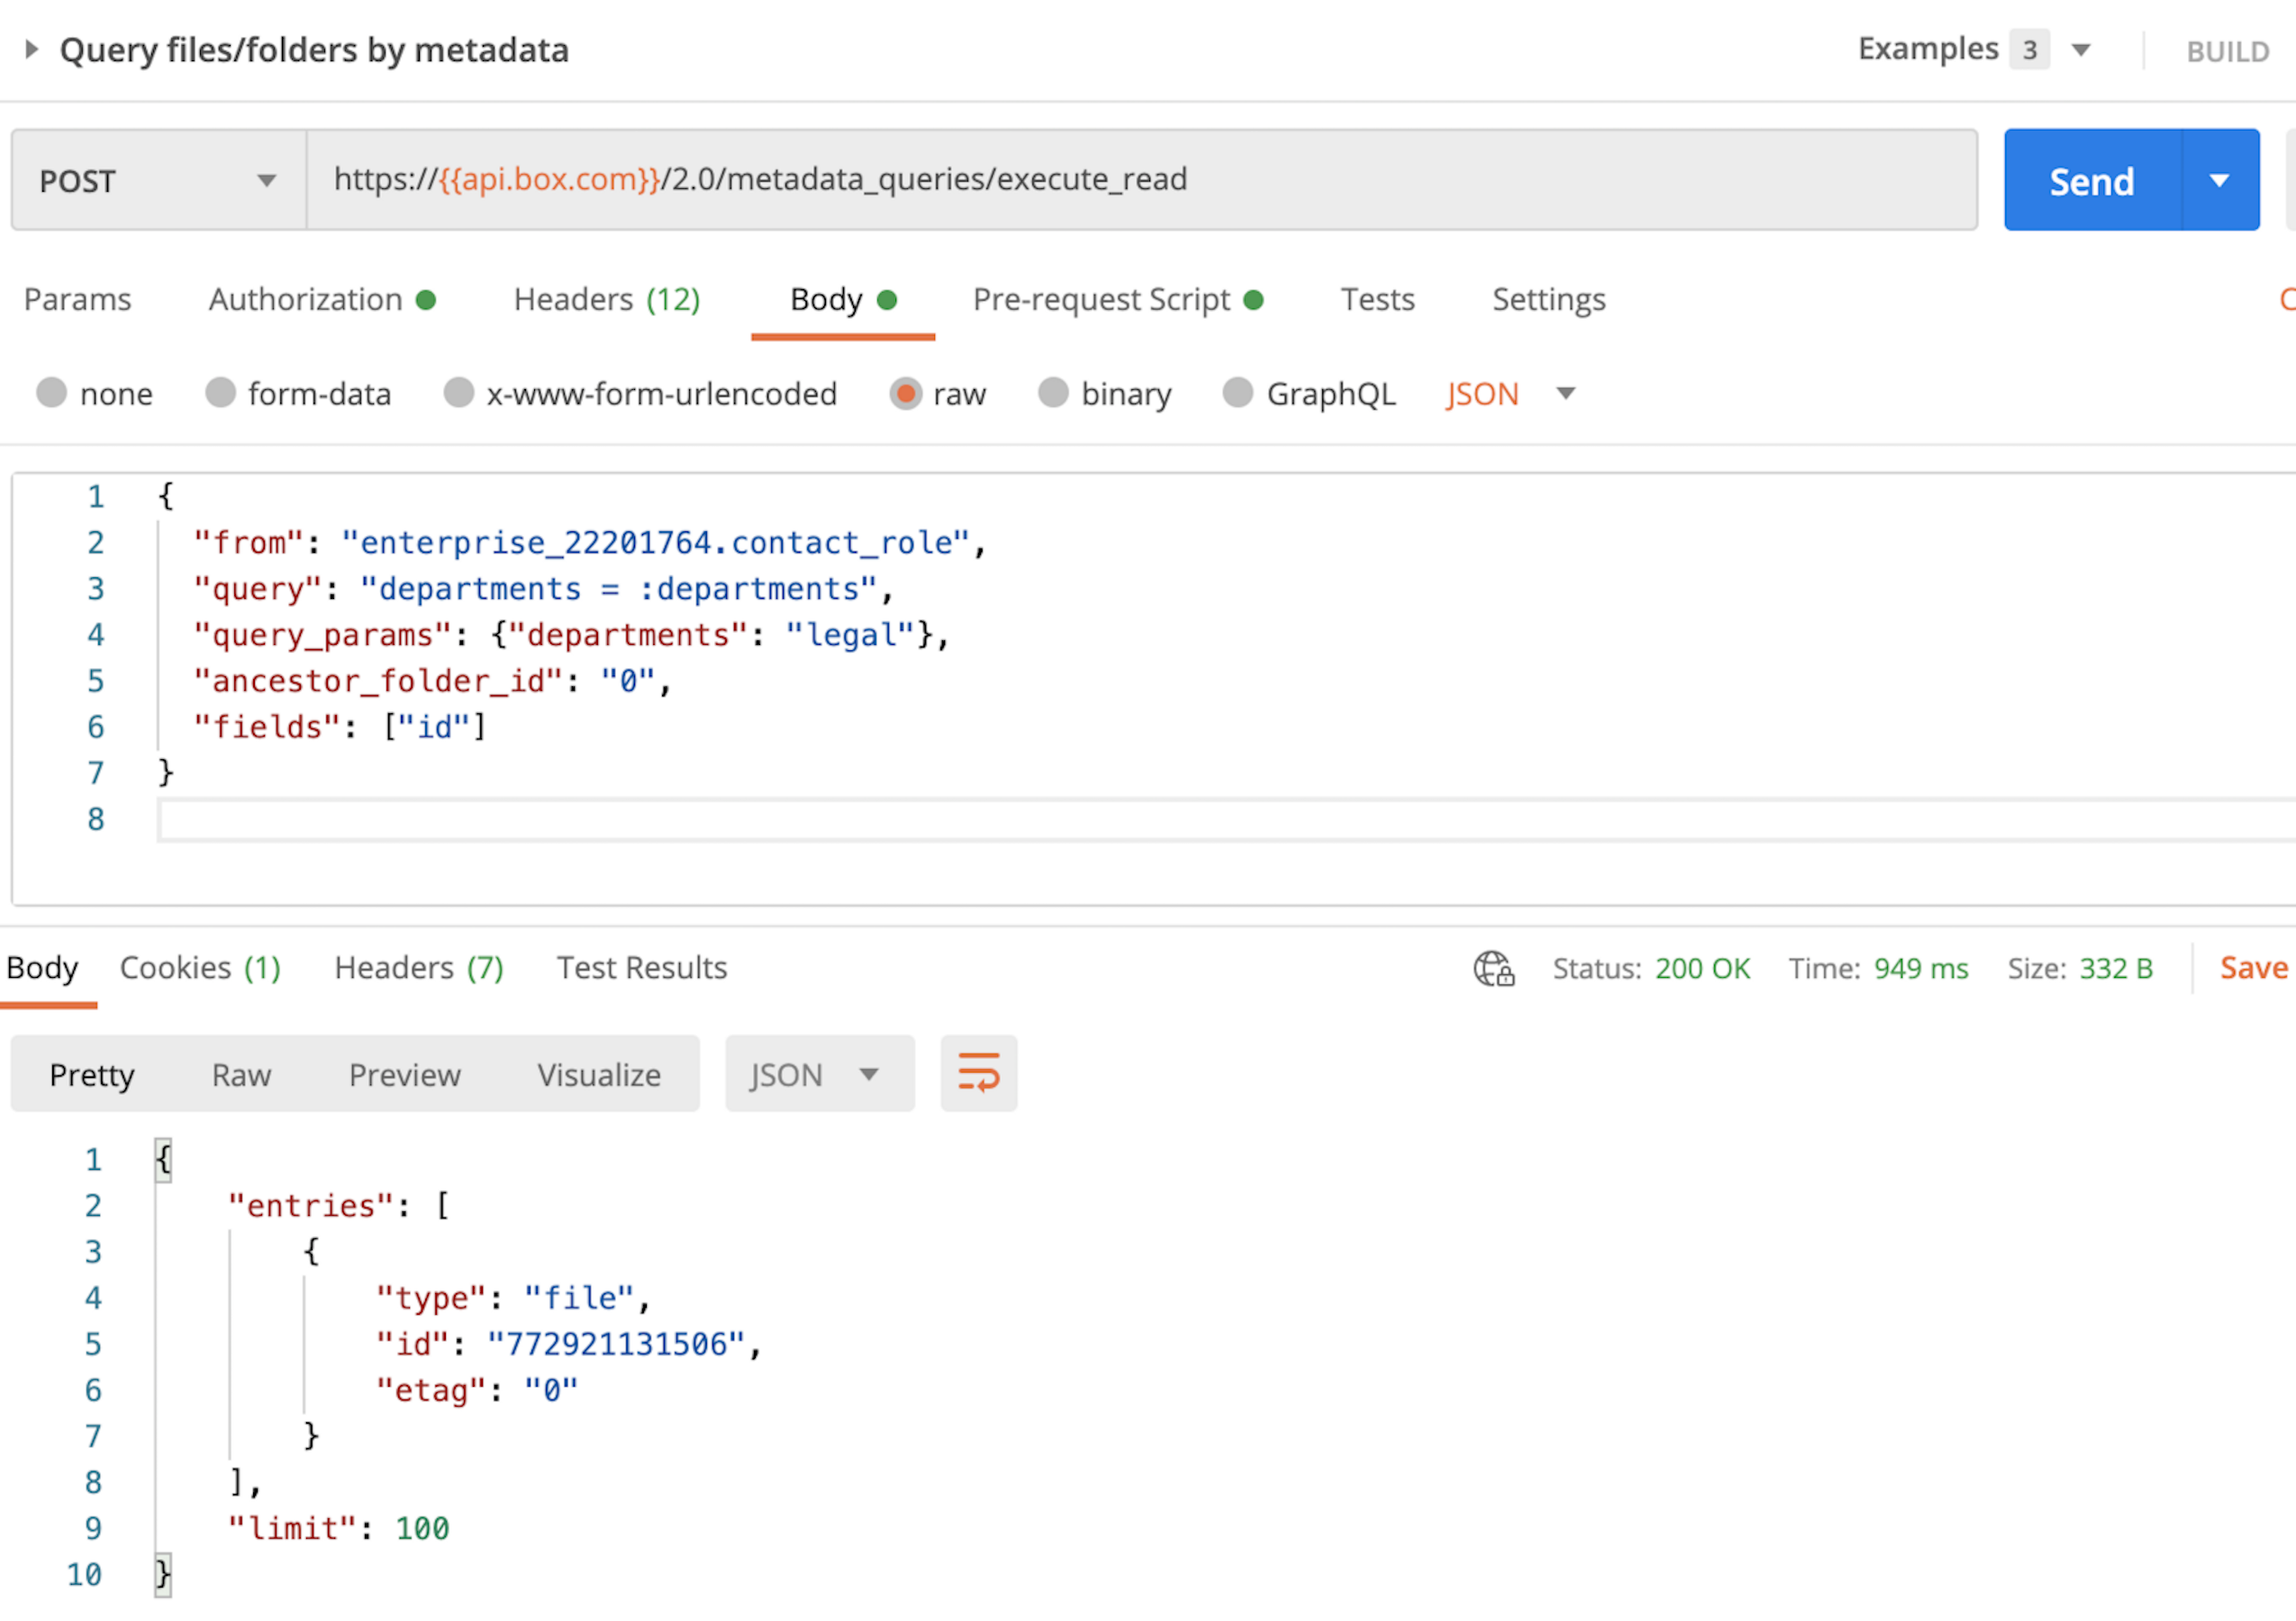 Query files/folders by metadata Examples 3 BUILD
POST https://{{api.box.com}}/2.0/metadata_queries/execute_read Send
Params Authorization Headers (12) Body Pre-request Script Tests Settings
none form-data x-www-form-urlencoded raw binary GraphQL JSON
1 {
2 "from": "enterprise_22201764.contact_role",
3 "query": "departments = :departments",
4 "query_params": {"departments": "legal"},
5 "ancestor_folder_id": "0",
6 "fields": ["id"]
7 }
8
Body Cookies (1) Headers (7) Test Results Status: 200 OK Time: 949 ms Size: 332 B Save
Pretty Raw Preview Visualize JSON
1 {
2 "entries": [
3 {
4 "type": "file",
5 "id": "772921131506",
6 "etag": "0"
7 }
8 ],
9 "limit": 100
10 }